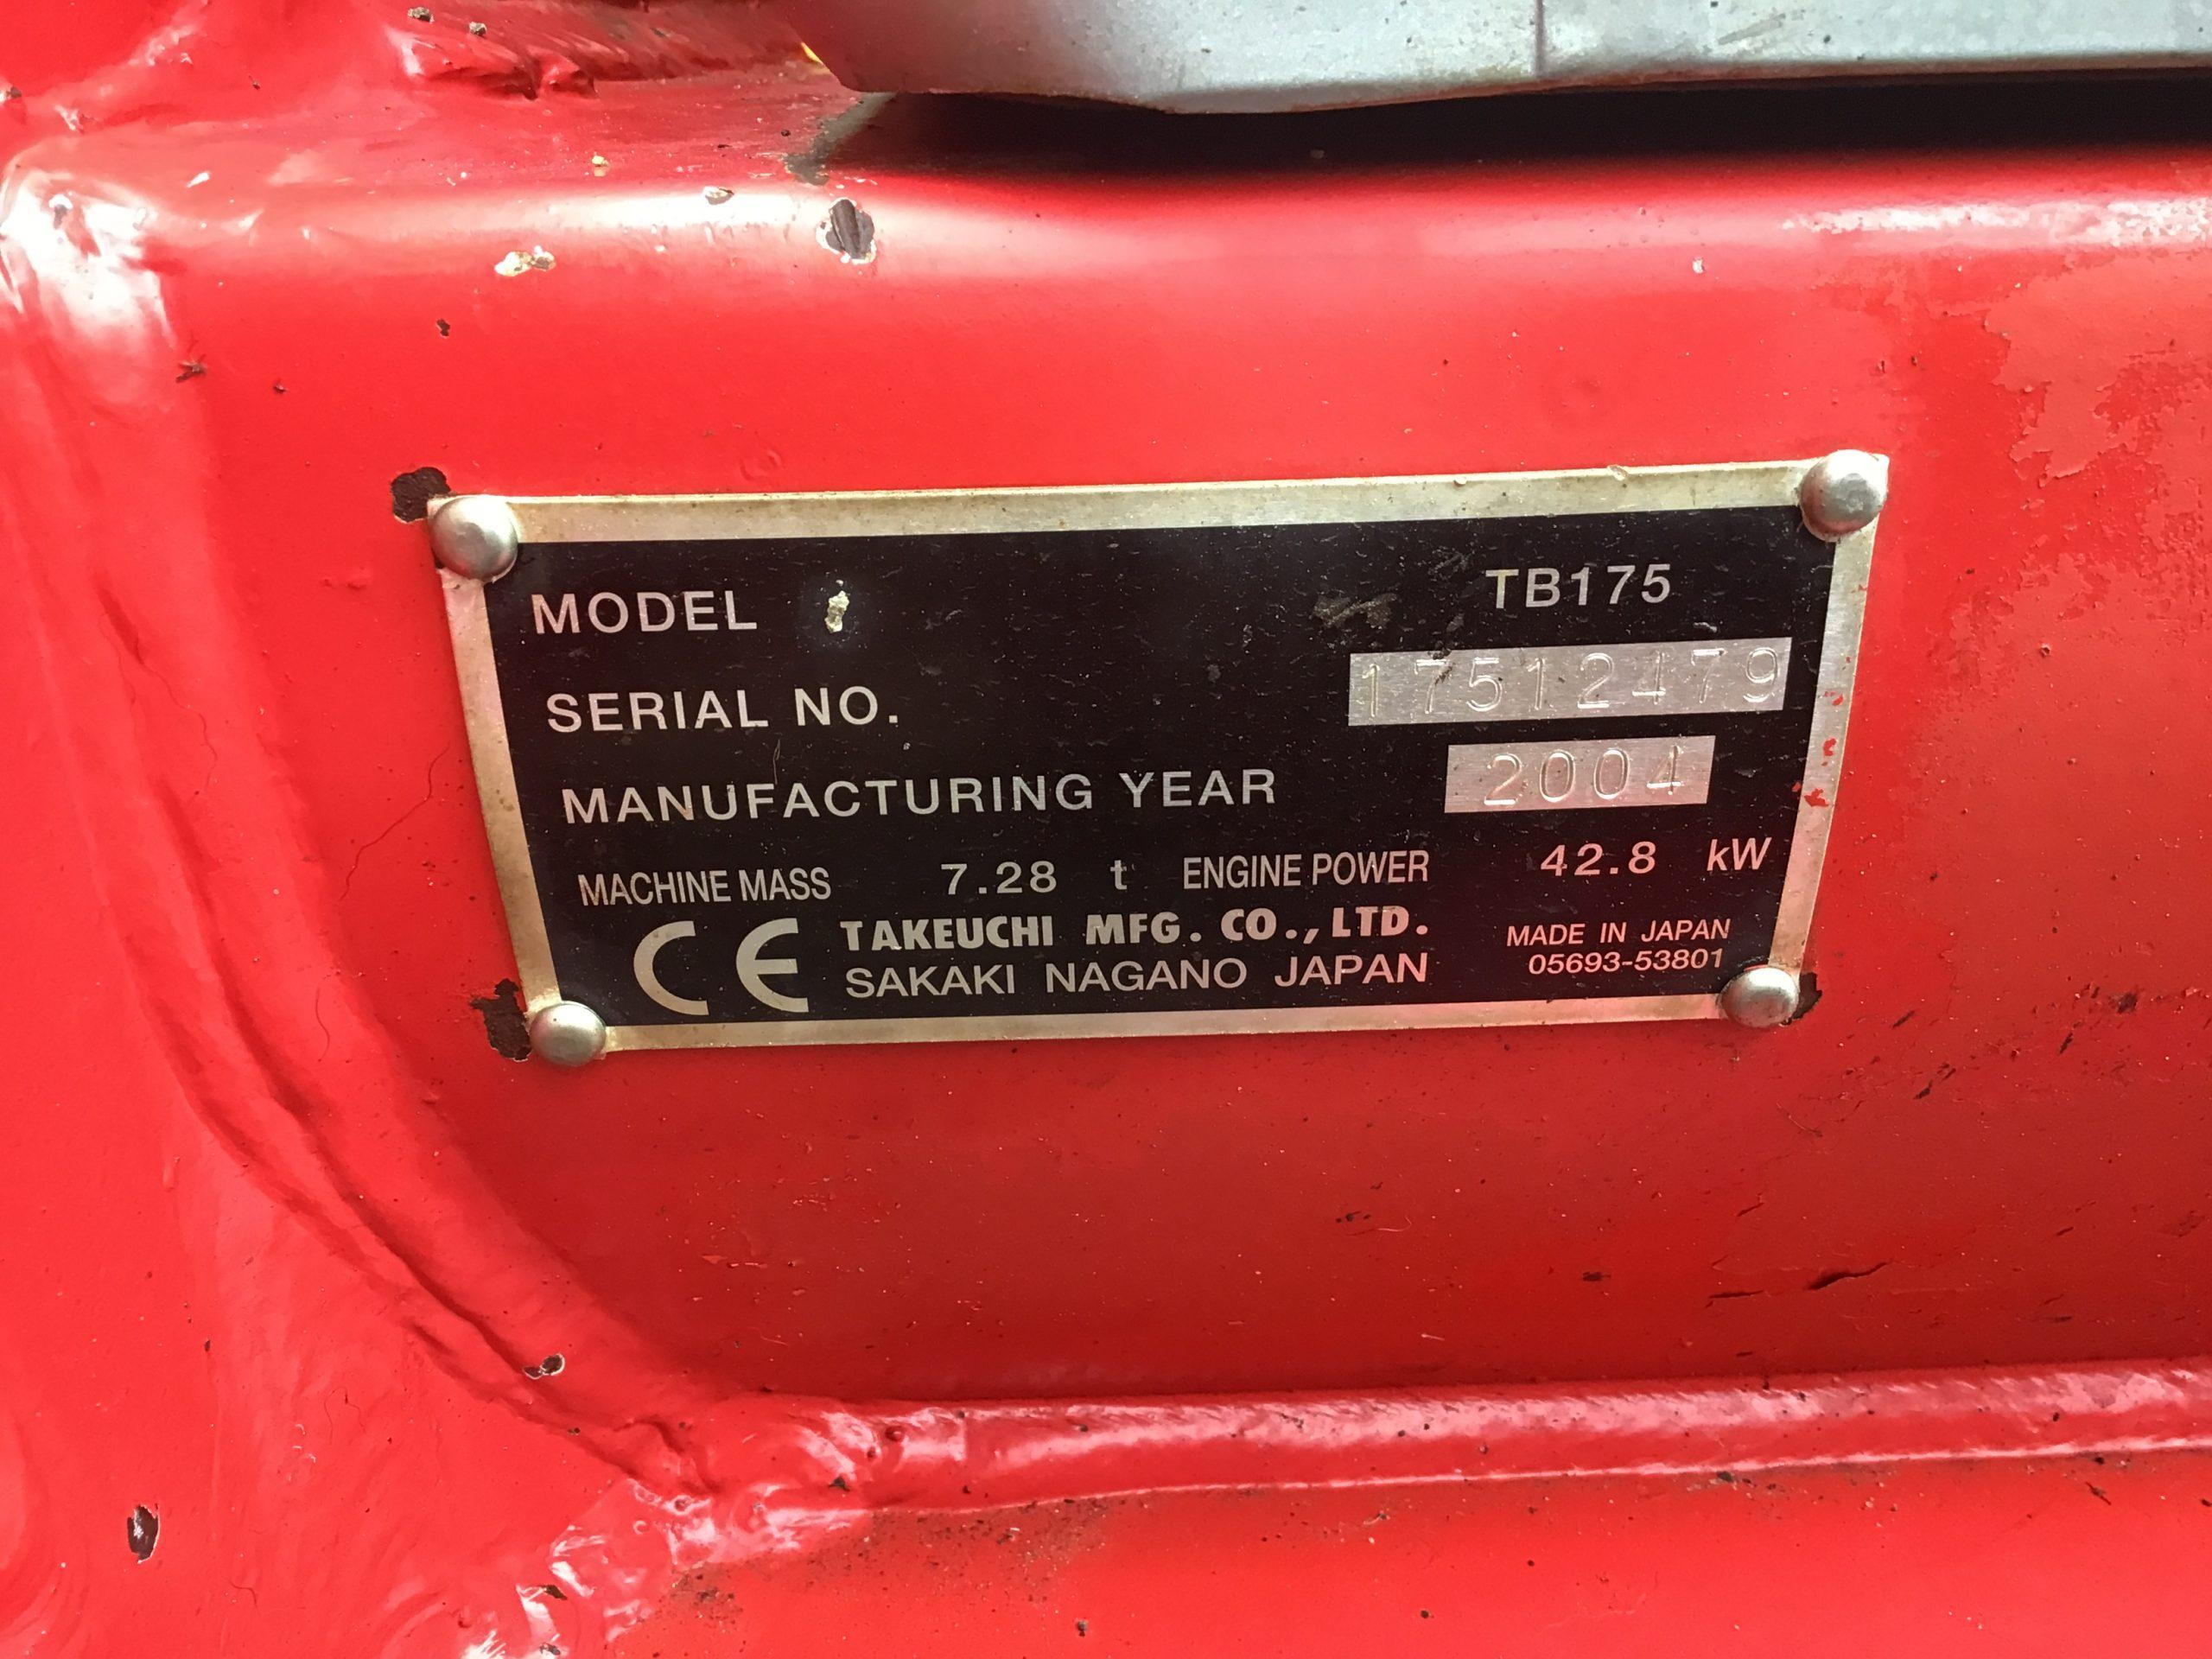 MODEL TB175
SERIAL NO. 17512479
MANUFACTURING YEAR 2004
MACHINE MASS 7.28 t ENGINE POWER 42.8 kW
CE TAKEUCHI MFG. CO., LTD.
SAKAKI NAGANO JAPAN
MADE IN JAPAN
05693-53801